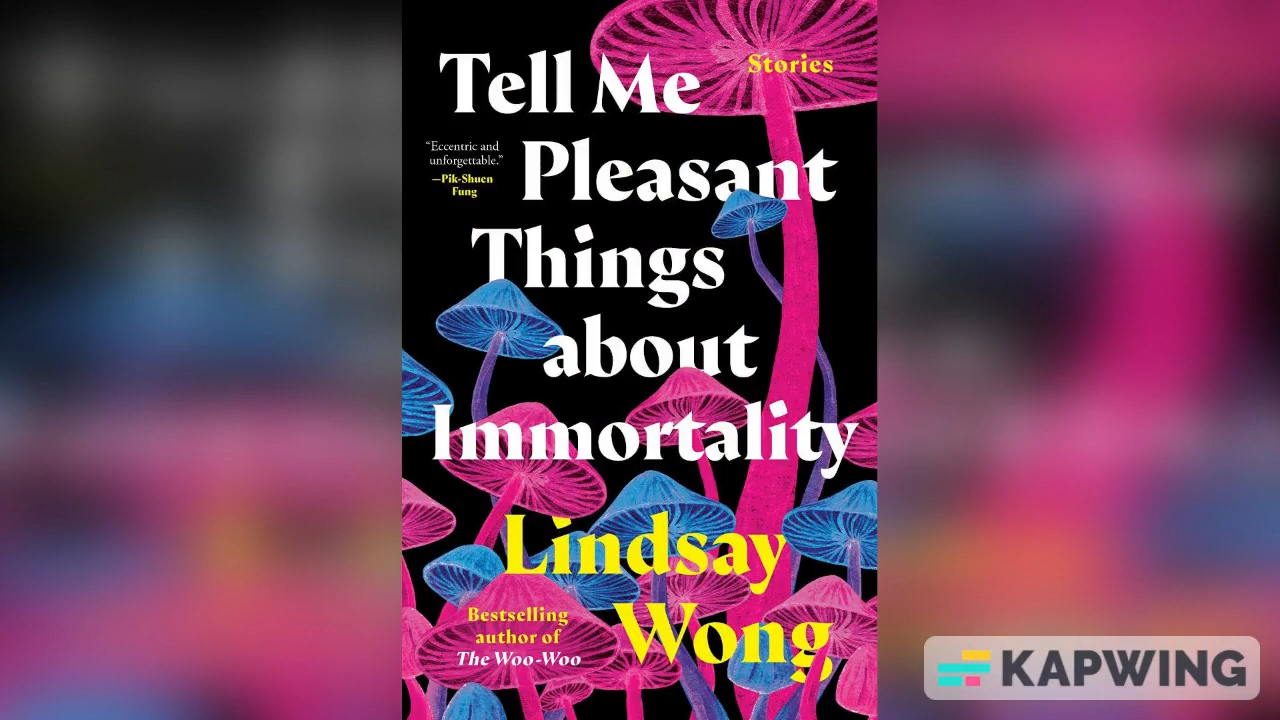 Tell Me
Stories
"Eccentric and
unforgettable."
—Pik-Shuen
Fung
Pleasant
Things
about
Immortality
Lindsay
Wong
Bestselling
author of
The Woo-Woo
KAPWING